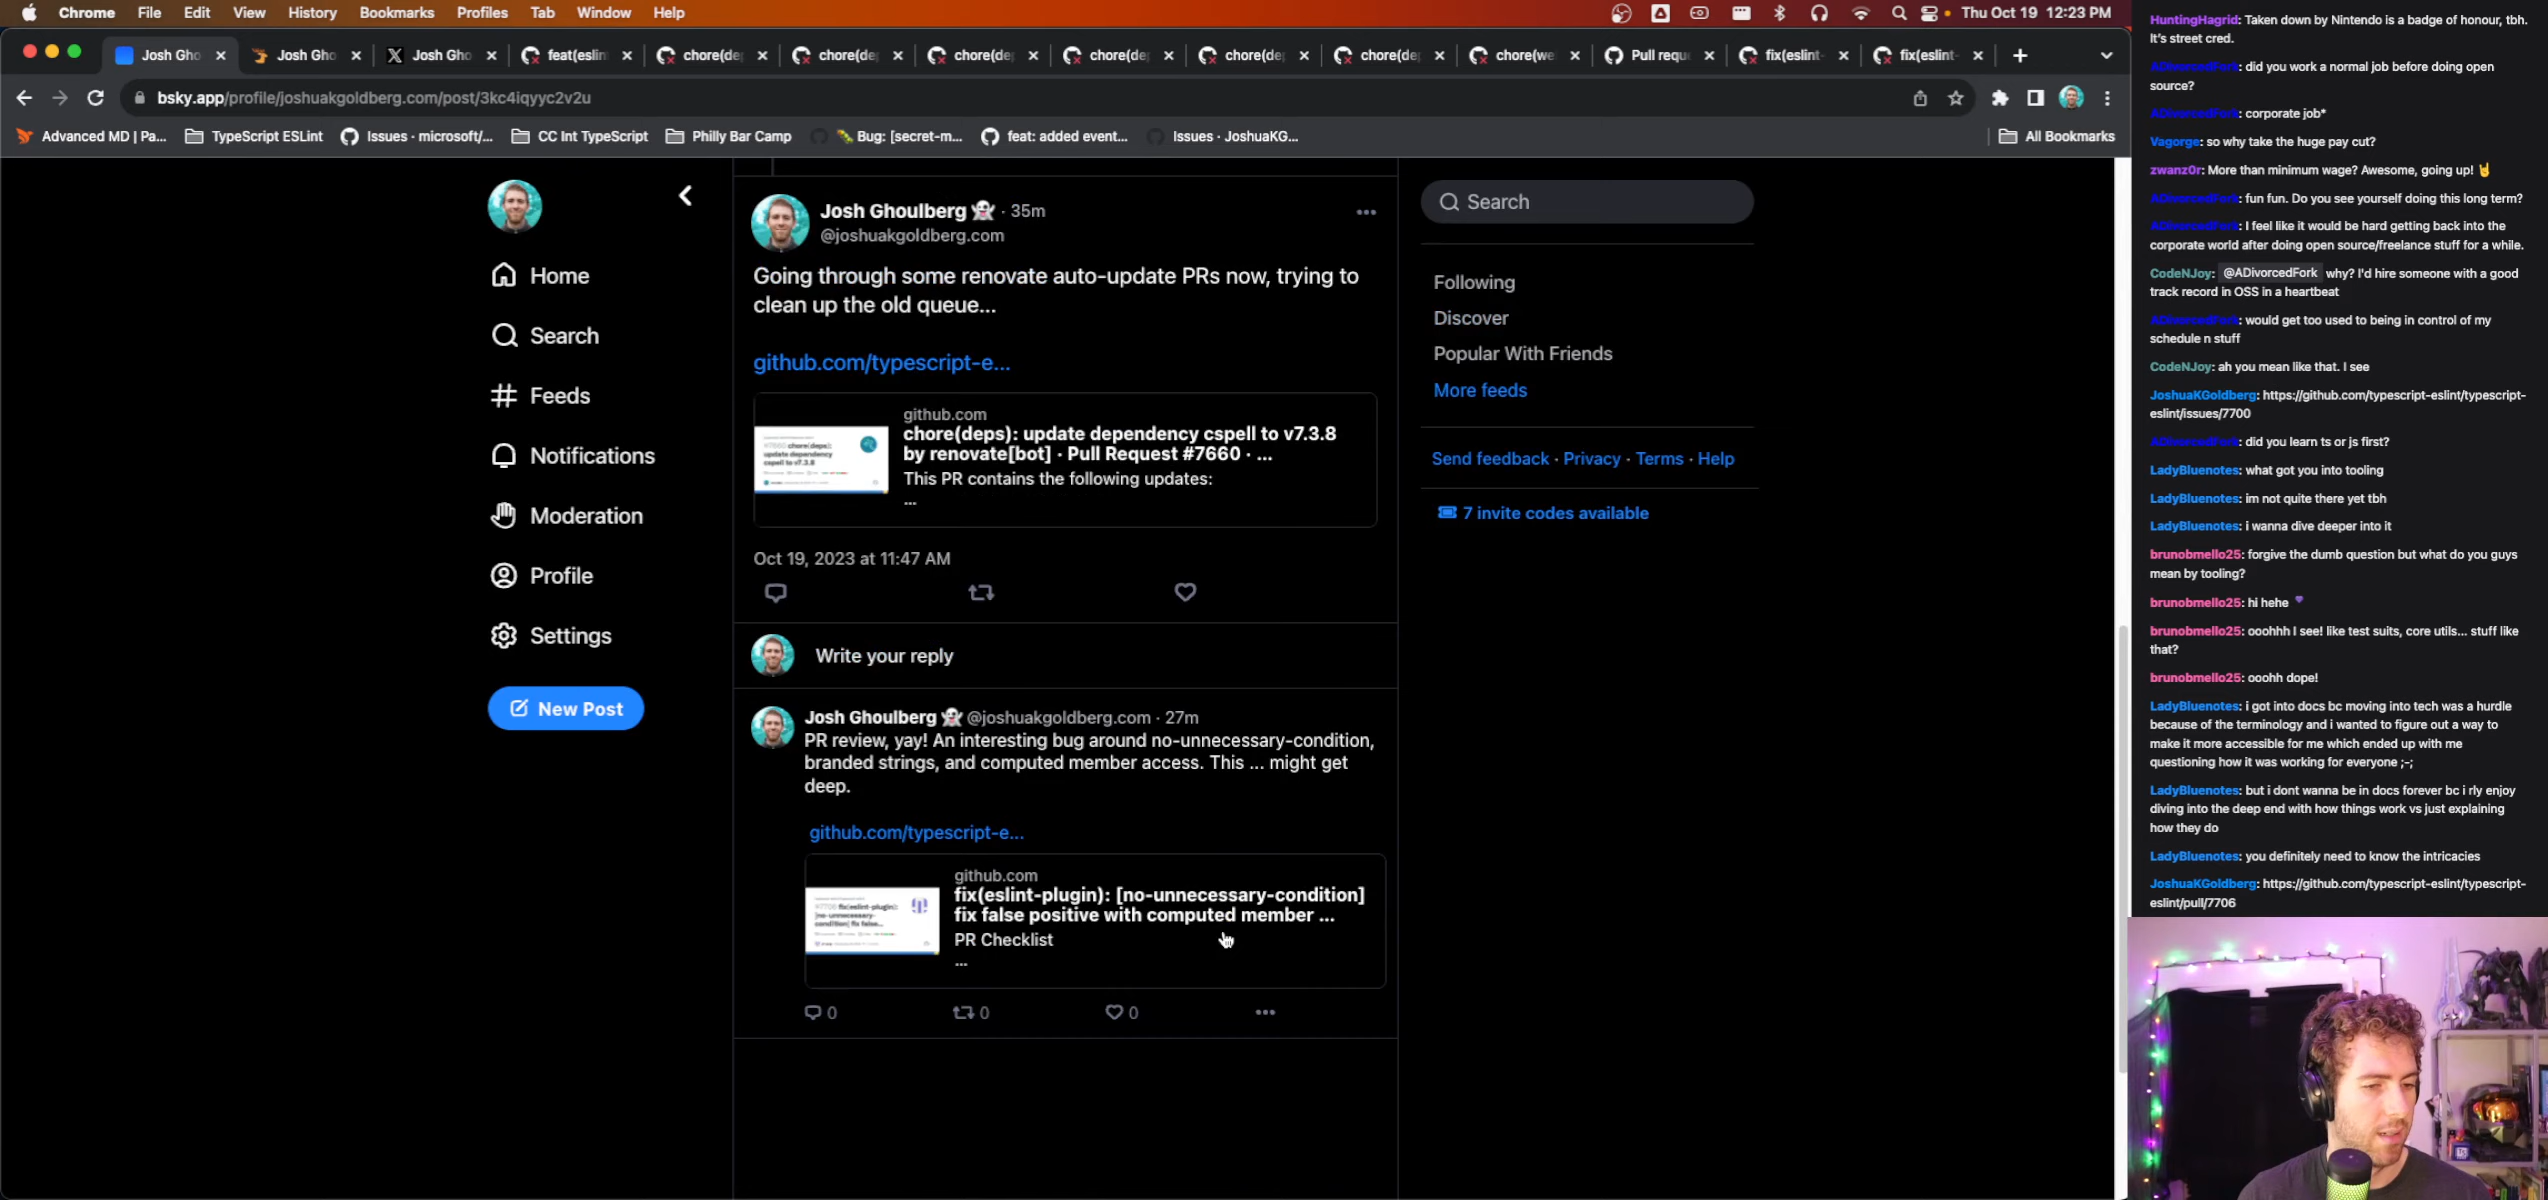 Chrome File Edit View History Bookmarks Profiles Tab Window Help
Thu Oct 19 12:23 PM
Josh Gho
Josh Gho
Josh Gho
feat(eslin
chore(de
chore(de
chore(de
chore(de
chore(de
chore(de
chore(we
Pull requ
fix(eslint-
fix(eslint-
bsky.app/profile/joshuakgoldberg.com/post/3kc4iqyyc2v2u
Advanced MD | Pa...
TypeScript ESLint
Issues · microsoft/...
CC Int TypeScript
Philly Bar Camp
Bug: [secret-m...
feat: added event...
Issues · JoshuaKG...
All Bookmarks
Home
Search
Feeds
Notifications
Moderation
Profile
Settings
New Post
Josh Ghoulberg 👻 · 35m
@joshuakgoldberg.com
Going through some renovate auto-update PRs now, trying to
clean up the old queue...
github.com/typescript-e...
github.com
chore(deps): update dependency cspell to v7.3.8
by renovate[bot] · Pull Request #7660 · ...
This PR contains the following updates:
...
Oct 19, 2023 at 11:47 AM
Write your reply
Josh Ghoulberg 👻 @joshuakgoldberg.com · 27m
PR review, yay! An interesting bug around no-unnecessary-condition,
branded strings, and computed member access. This ... might get
deep.
github.com/typescript-e...
github.com
fix(eslint-plugin): [no-unnecessary-condition]
fix false positive with computed member ...
PR Checklist
...
0
0
0
Search
Following
Discover
Popular With Friends
More feeds
Send feedback · Privacy · Terms · Help
7 invite codes available
HuntingHagrid: Taken down by Nintendo is a badge of honour, tbh.
It's street cred.
ADivorcedFork: did you work a normal job before doing open
source?
ADivorcedFork: corporate job*
Vagorge: so why take the huge pay cut?
zwanz0r: More than minimum wage? Awesome, going up! 🤘
ADivorcedFork: fun fun. Do you see yourself doing this long term?
ADivorcedFork: I feel like it would be hard getting back into the
corporate world after doing open source/freelance stuff for a while.
CodeNJoy: @ADivorcedFork why? I'd hire someone with a good
track record in OSS in a heartbeat
ADivorcedFork: would get too used to being in control of my
schedule n stuff
CodeNJoy: ah you mean like that. I see
JoshuaKGoldberg: https://github.com/typescript-eslint/typescript-
eslint/issues/7700
ADivorcedFork: did you learn ts or js first?
LadyBluenotes: what got you into tooling
LadyBluenotes: im not quite there yet tbh
LadyBluenotes: i wanna dive deeper into it
brunobmello25: forgive the dumb question but what do you guys
mean by tooling?
brunobmello25: hi hehe
brunobmello25: ooohhh I see! like test suits, core utils... stuff like
that?
brunobmello25: ooohh dope!
LadyBluenotes: i got into docs bc moving into tech was a hurdle
because of the terminology and i wanted to figure out a way to
make it more accessible for me which ended up with me
questioning how it was working for everyone ;-;
LadyBluenotes: but i dont wanna be in docs forever bc i rly enjoy
diving into the deep end with how things work vs just explaining
how they do
LadyBluenotes: you definitely need to know the intricacies
JoshuaKGoldberg: https://github.com/typescript-eslint/typescript-
eslint/pull/7706